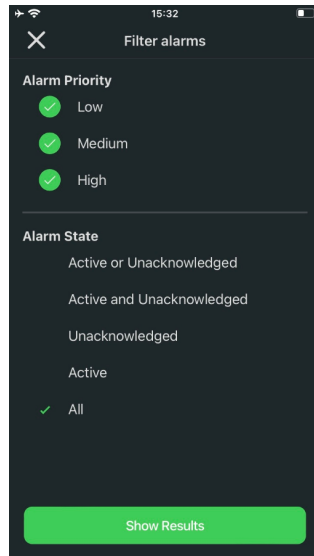 15:32
Filter alarms
Alarm Priority
Low
Medium
High
Alarm State
Active or Unacknowledged
Active and Unacknowledged
Unacknowledged
Active
All
Show Results